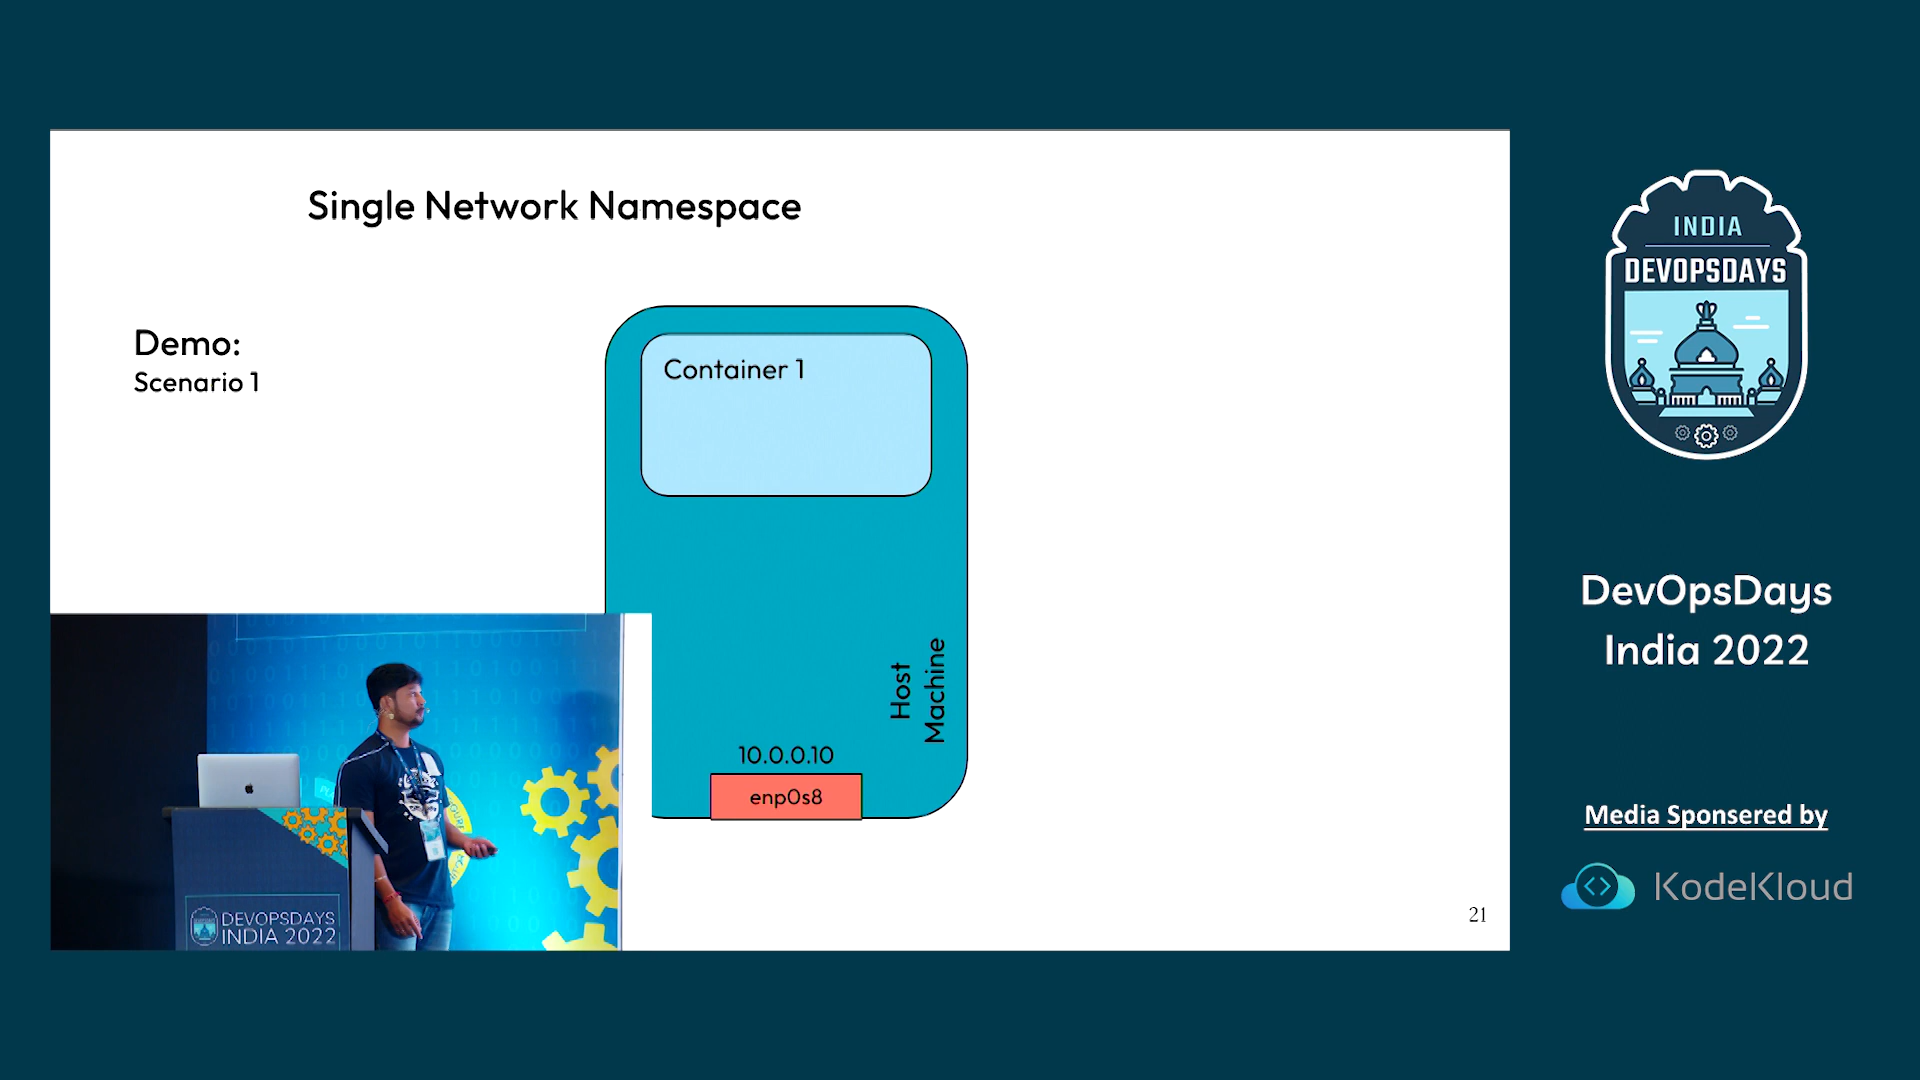 Single Network Namespace
Demo:
Scenario 1
Container 1
Host
Machine
10.0.0.10
enp0s8
21
DEVOPSDAYS
INDIA 2022
INDIA
DEVOPSDAYS
DevOpsDays
India 2022
Media Sponsered by
KodeKloud